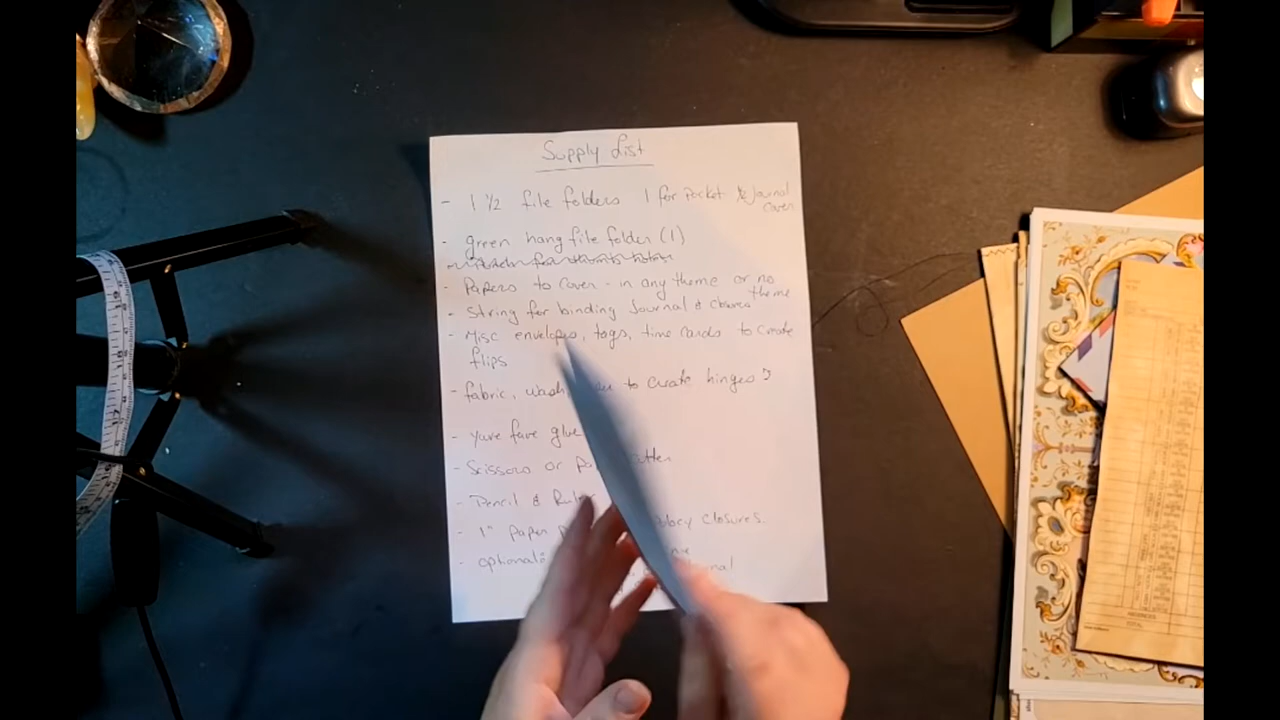 Supply List
- 1 1/2 file folders 1 for Pocket & Journal
cover
- green hang file folder (1)
- Papers to cover - in any theme or no
theme
- String for binding Journal & closures
- Misc envelopes, tags, time cards to create
flips
- fabric, to create hinges
- fave glue
- Scissors or
- Pencil & Ruler
- 1" Paper closures.
- optional